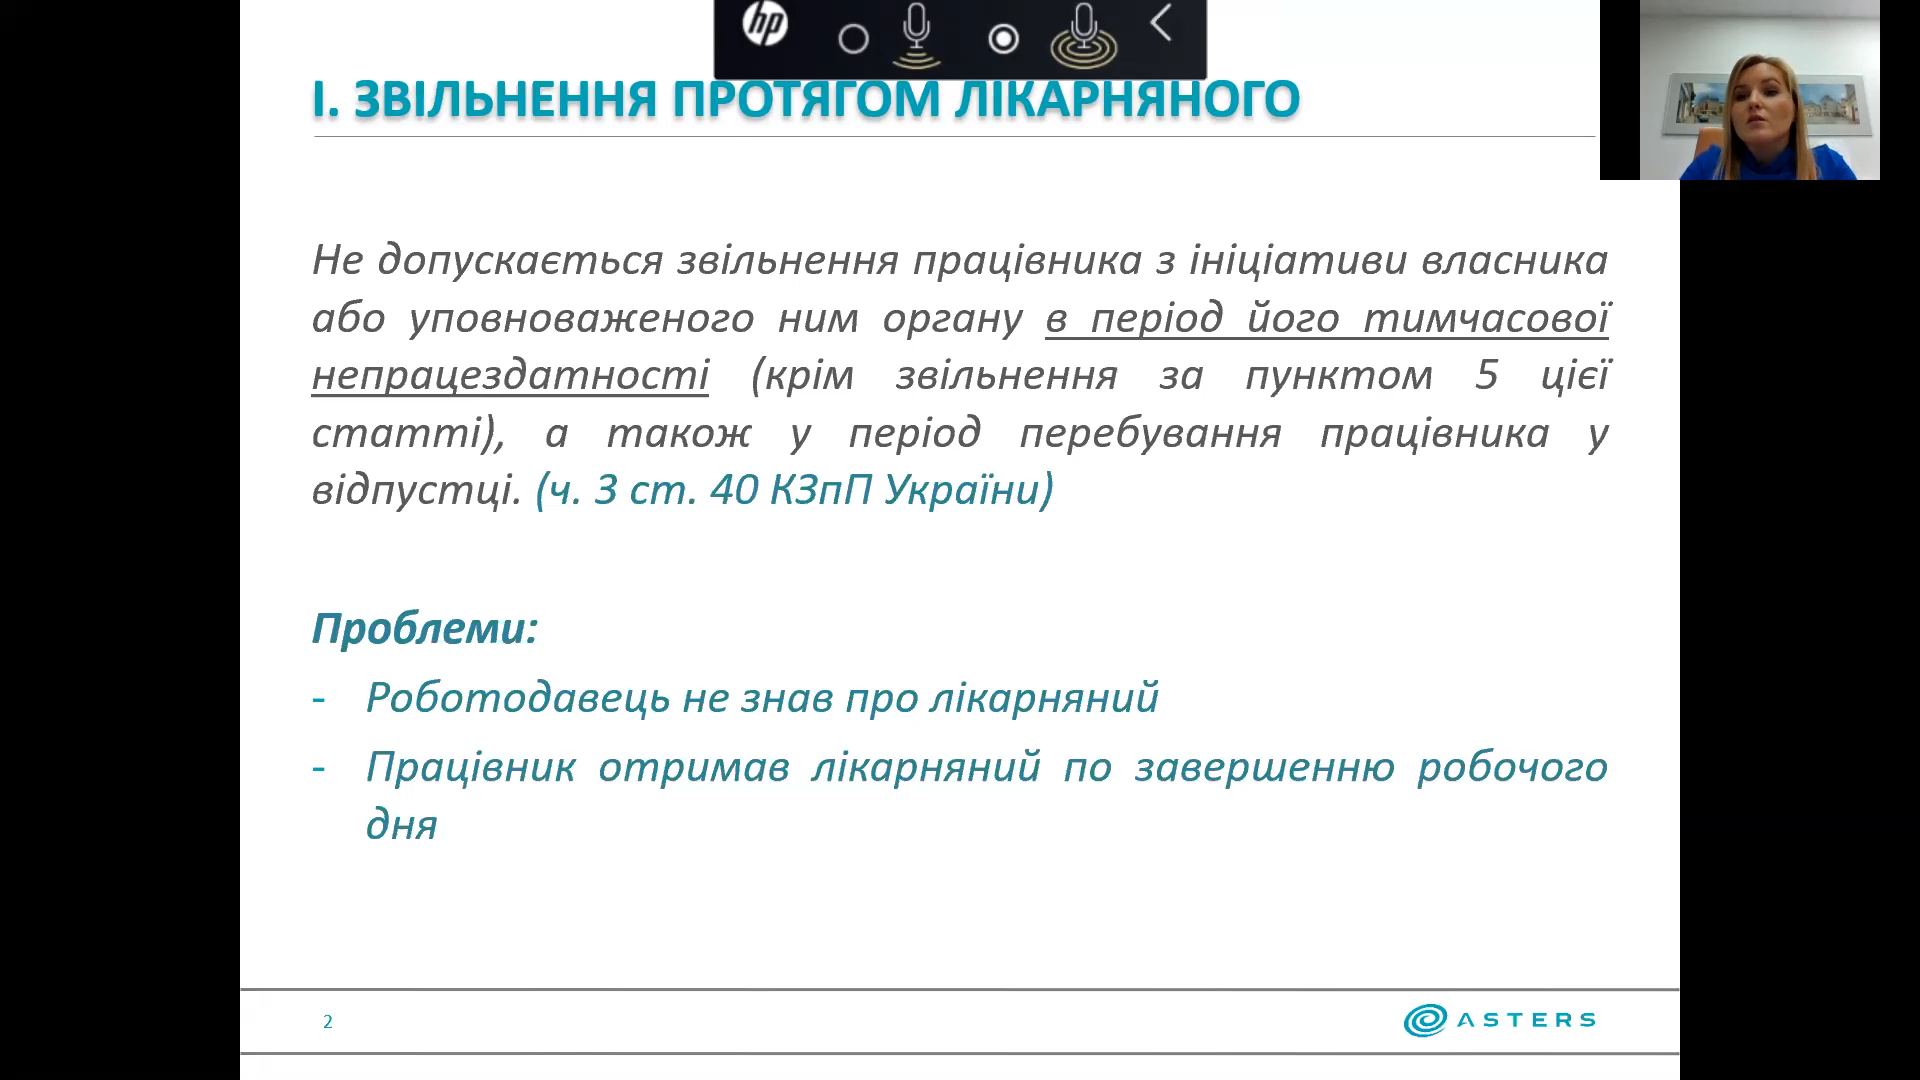 hp
І. ЗВІЛЬНЕННЯ ПРОТЯГОМ ЛІКАРНЯНОГО
Не допускається звільнення працівника з ініціативи власника
або уповноваженого ним органу в період його тимчасової
непрацездатності (крім звільнення за пунктом 5 цієї
статті), а також у період перебування працівника у
відпустці. (ч. 3 ст. 40 КЗпП України)
Проблеми:
- Роботодавець не знав про лікарняний
- Працівник отримав лікарняний по завершенню робочого
дня
2
ASTERS